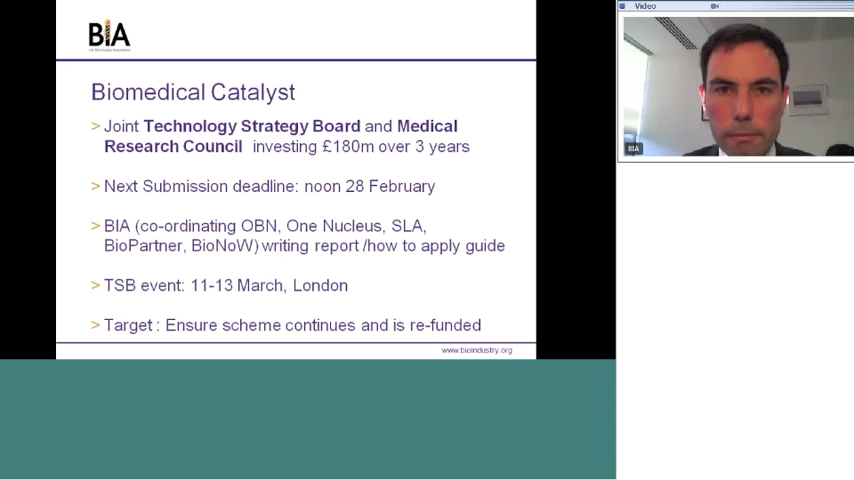 BIA
Biomedical Catalyst
> Joint Technology Strategy Board and Medical
Research Council investing £180m over 3 years
> Next Submission deadline: noon 28 February
> BIA (co-ordinating OBN, One Nucleus, SLA,
BioPartner, BioNoW) writing report /how to apply guide
> TSB event: 11-13 March, London
> Target : Ensure scheme continues and is re-funded
www.bioindustry.org
Video
BIA